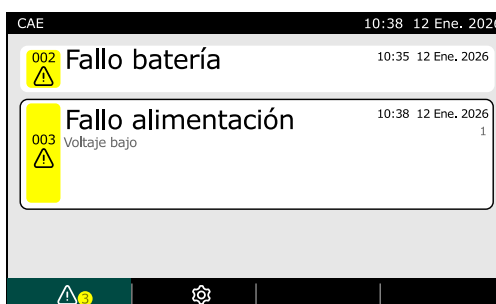 CAE 10:38 12 Ene. 202
002 Fallo batería 10:35 12 Ene. 2026
003 Fallo alimentación 10:38 12 Ene. 2026
Voltaje bajo 1
3